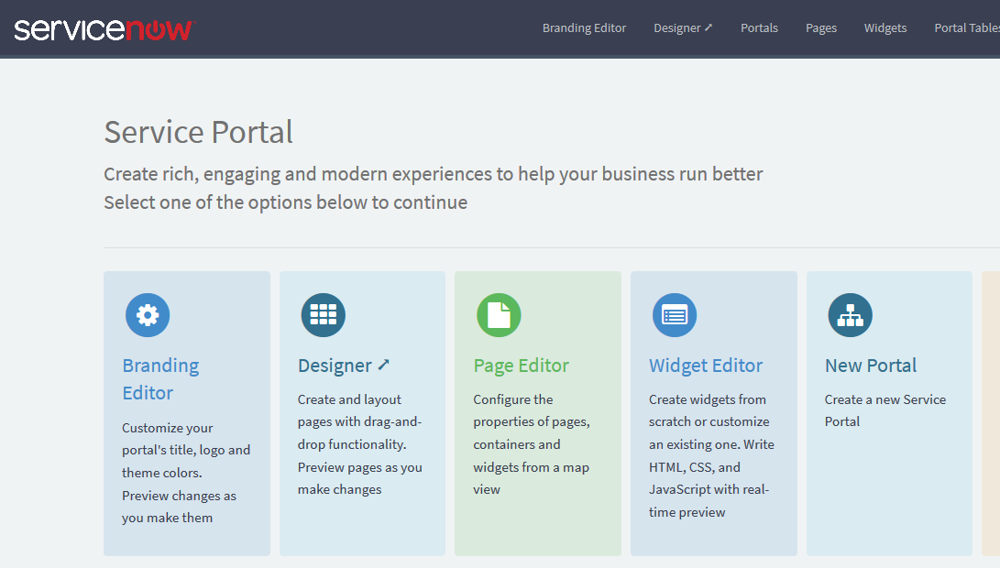 servicenow
Branding Editor
Designer ↗
Portals
Pages
Widgets
Portal Tables
Service Portal
Create rich, engaging and modern experiences to help your business run better
Select one of the options below to continue
Branding
Editor
Customize your
portal's title, logo and
theme colors.
Preview changes as
you make them
Designer ↗
Create and layout
pages with drag-and-
drop functionality.
Preview pages as you
make changes
Page Editor
Configure the
properties of pages,
containers and
widgets from a map
view
Widget Editor
Create widgets from
scratch or customize
an existing one. Write
HTML, CSS, and
JavaScript with real-
time preview
New Portal
Create a new Service
Portal